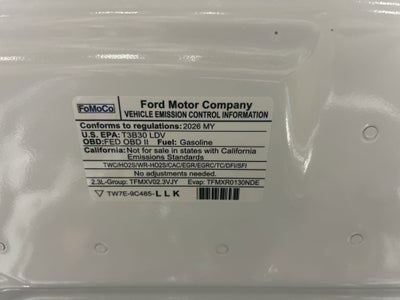 FoMoCo
Ford Motor Company
VEHICLE EMISSION CONTROL INFORMATION
Conforms to regulations: 2026 MY
U.S. EPA: T3B30 LDV
OBD: FED OBD II Fuel: Gasoline
California: Not for sale in states with California
Emissions Standards
TWC/HO2S/WR-HO2S/CAC/EGR/EGRC/TC/DFI/SFI
No adjustments needed.
2.3L-Group: TFMXV02.3VJY Evap: TFMXR0130NDE
TW7E-9C485-LLK